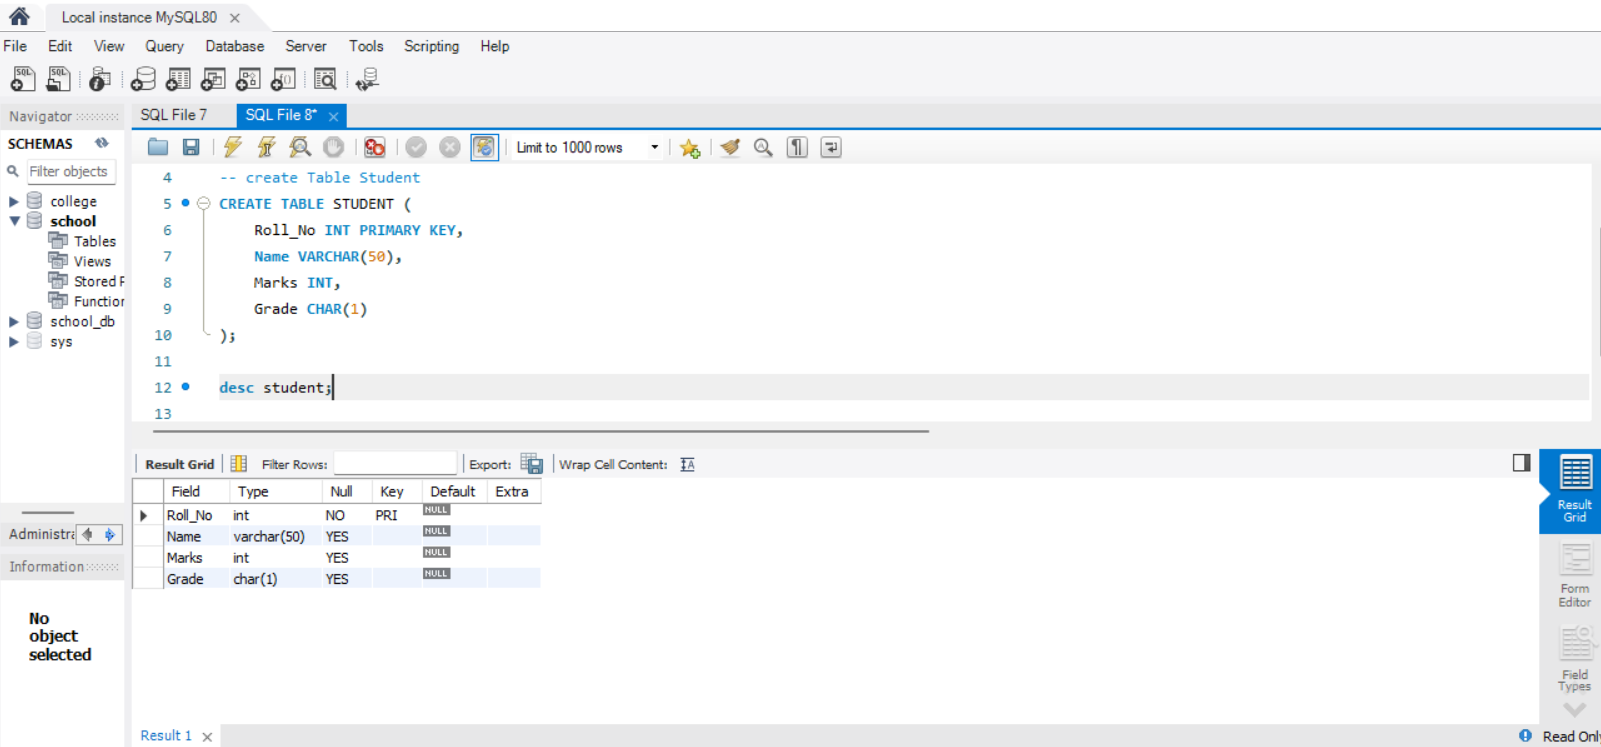 Local instance MySQL80
File Edit View Query Database Server Tools Scripting Help
Navigator
SQL File 7
SQL File 8*
SCHEMAS
Limit to 1000 rows
Filter objects
college
school
Tables
Views
Stored P
Function
school_db
sys
4 -- create Table Student
5 CREATE TABLE STUDENT (
6 Roll_No INT PRIMARY KEY,
7 Name VARCHAR(50),
8 Marks INT,
9 Grade CHAR(1)
10 );
11
12 desc student;
13
Result Grid Filter Rows: Export: Wrap Cell Content:
Field Type Null Key Default Extra
Roll_No int NO PRI NULL
Name varchar(50) YES NULL
Marks int YES NULL
Grade char(1) YES NULL
Administra
Information
No
object
selected
Result
Grid
Form
Editor
Field
Types
Result 1
Read Only